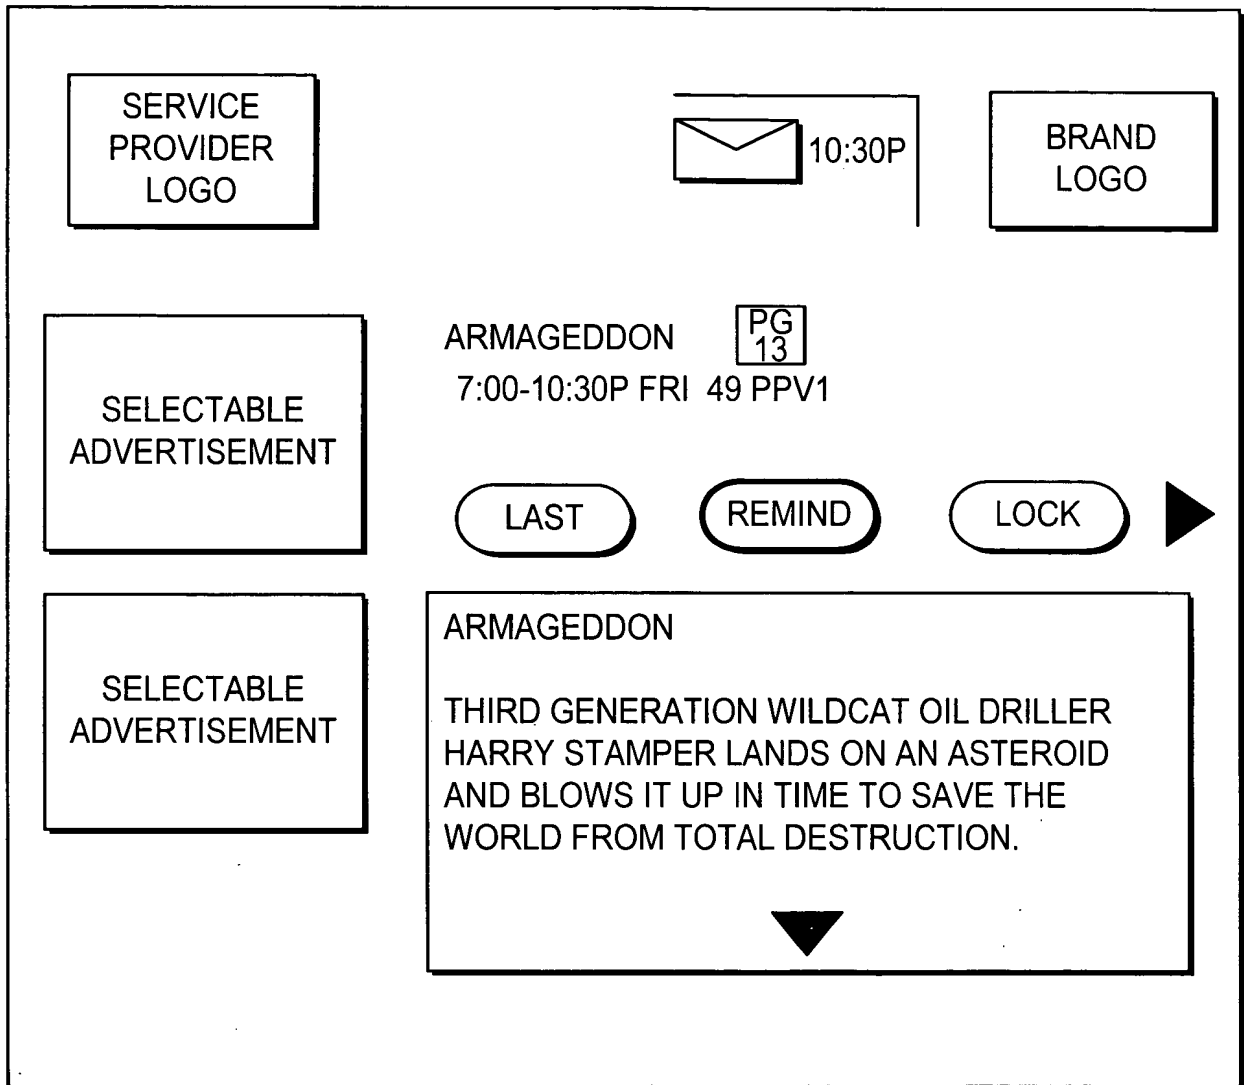 SERVICE
PROVIDER
LOGO
10:30P
BRAND
LOGO
SELECTABLE
ADVERTISEMENT
ARMAGEDDON
PG
13
7:00-10:30P FRI 49 PPV1
LAST
REMIND
LOCK
SELECTABLE
ADVERTISEMENT
ARMAGEDDON
THIRD GENERATION WILDCAT OIL DRILLER
HARRY STAMPER LANDS ON AN ASTEROID
AND BLOWS IT UP IN TIME TO SAVE THE
WORLD FROM TOTAL DESTRUCTION.